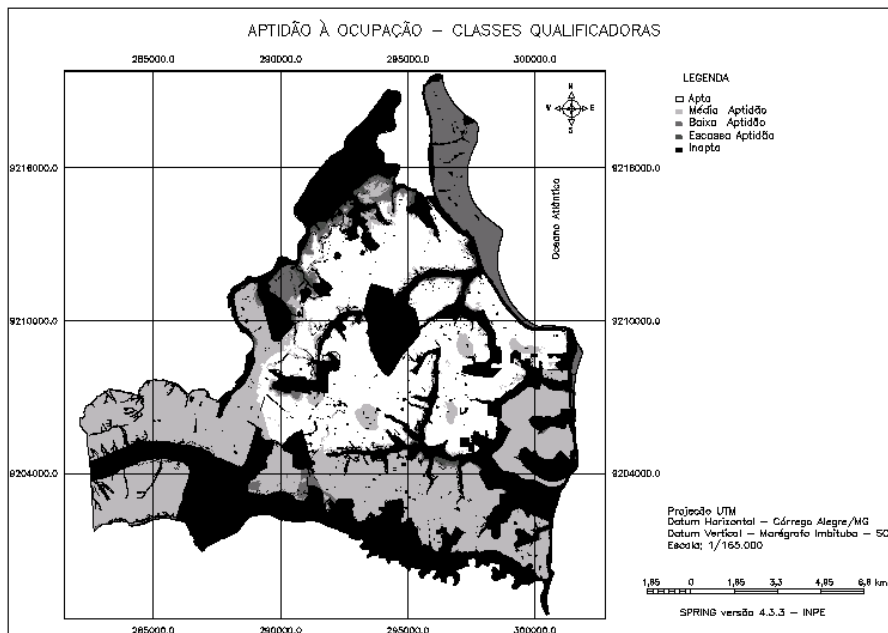 APTIDÃO À OCUPAÇÃO – CLASSES QUALIFICADORAS
285000.0 290000.0 295000.0 300000.0
LEGENDA
Apta
Média Aptidão
Baixa Aptidão
Escassa Aptidão
Inapta
N
W E
S
9216000.0 9216000.0
Oceano Atlântico
9210000.0 9210000.0
9204000.0 9204000.0
Projeção UTM
Datum Horizontal – Córrego Alegre/MG
Datum Vertical – Marégrafo Imbituba – SC
Escala: 1/165.000
1,65 0 1,65 3,3 4,95 6,6 km
SPRING versão 4.3.3 – INPE
285000.0 290000.0 295000.0 300000.0